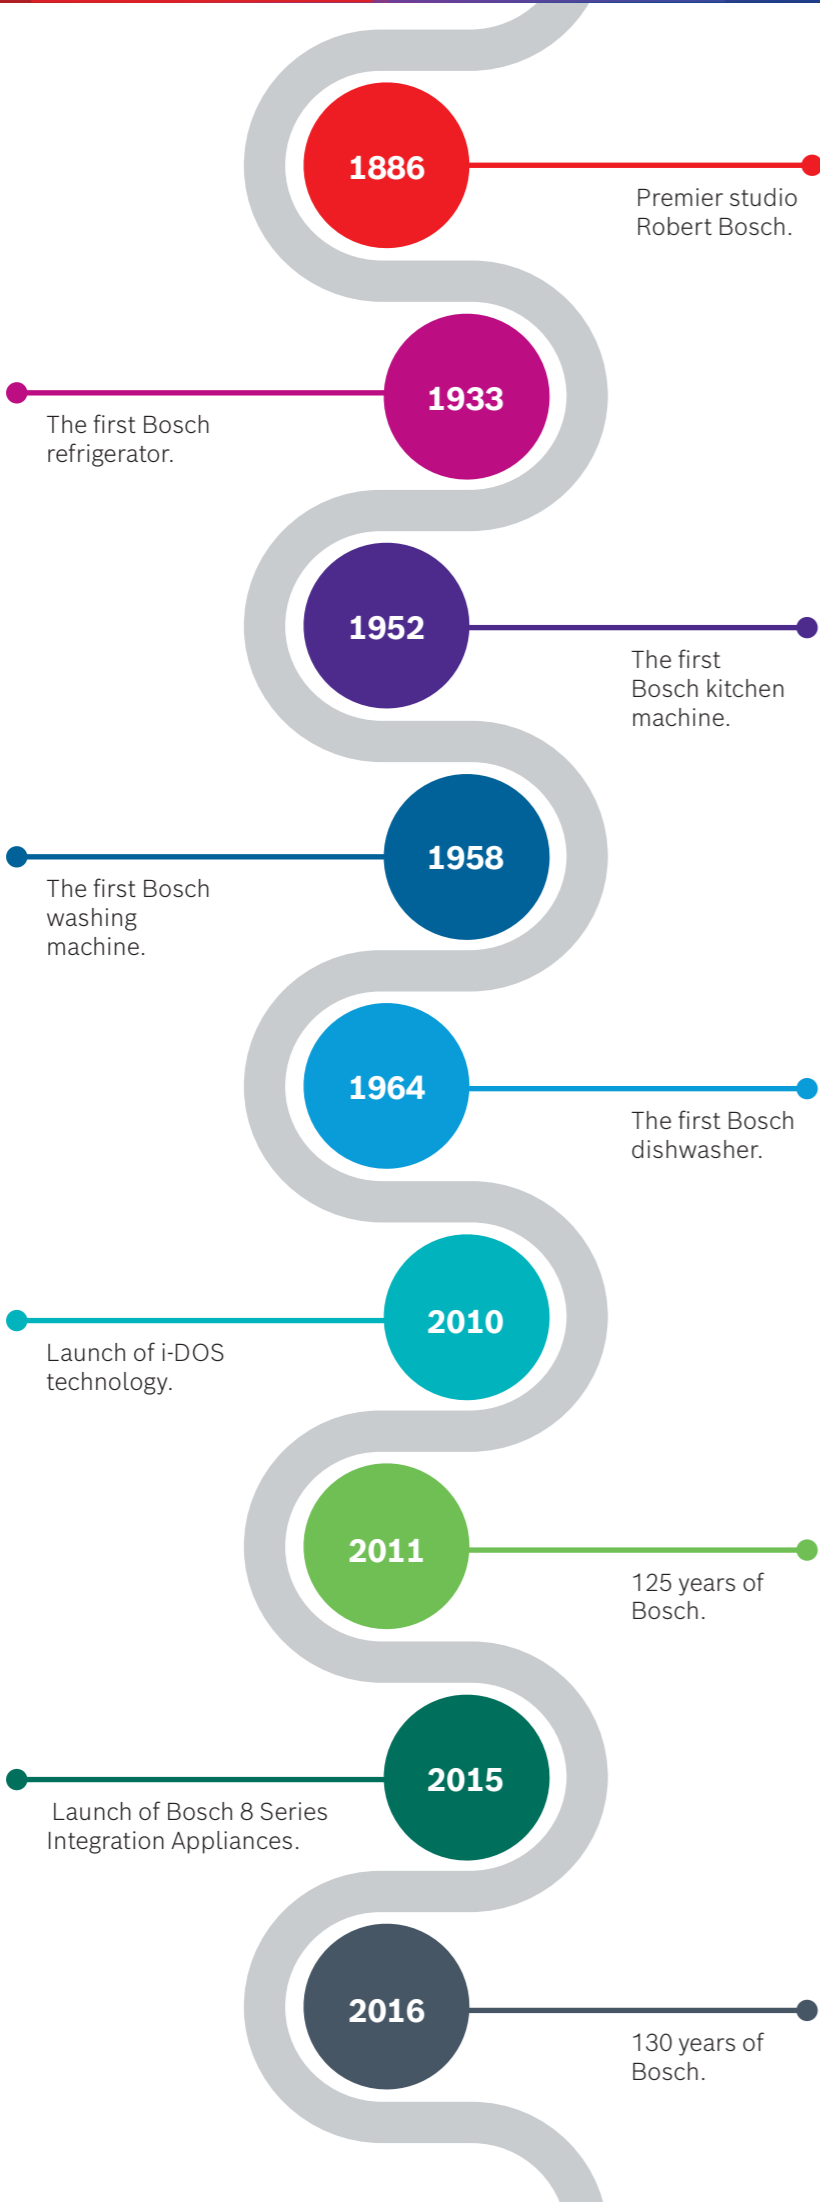 1886
Premier studio
Robert Bosch.
1933
The first Bosch
refrigerator.
1952
The first
Bosch kitchen
machine.
1958
The first Bosch
washing
machine.
1964
The first Bosch
dishwasher.
2010
Launch of i-DOS
technology.
2011
125 years of
Bosch.
2015
Launch of Bosch 8 Series
Integration Appliances.
2016
130 years of
Bosch.